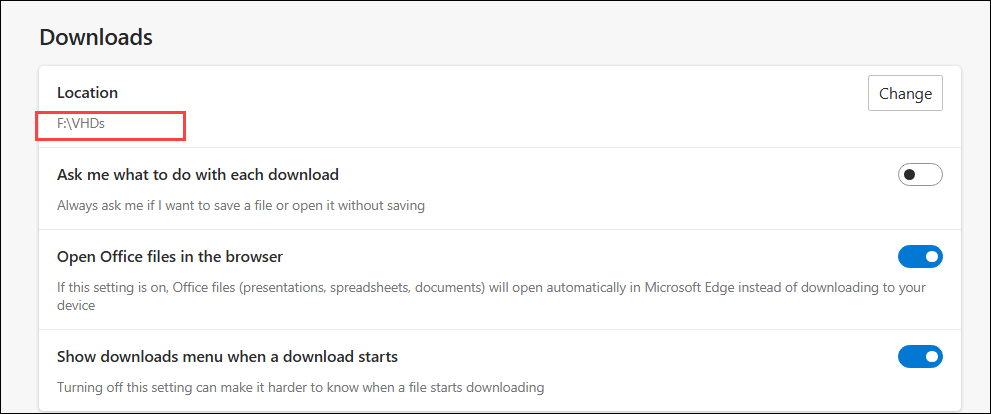 Downloads
Location
Change
F:\VHDs
Ask me what to do with each download
Always ask me if I want to save a file or open it without saving
Open Office files in the browser
If this setting is on, Office files (presentations, spreadsheets, documents) will open automatically in Microsoft Edge instead of downloading to your
device
Show downloads menu when a download starts
Turning off this setting can make it harder to know when a file starts downloading